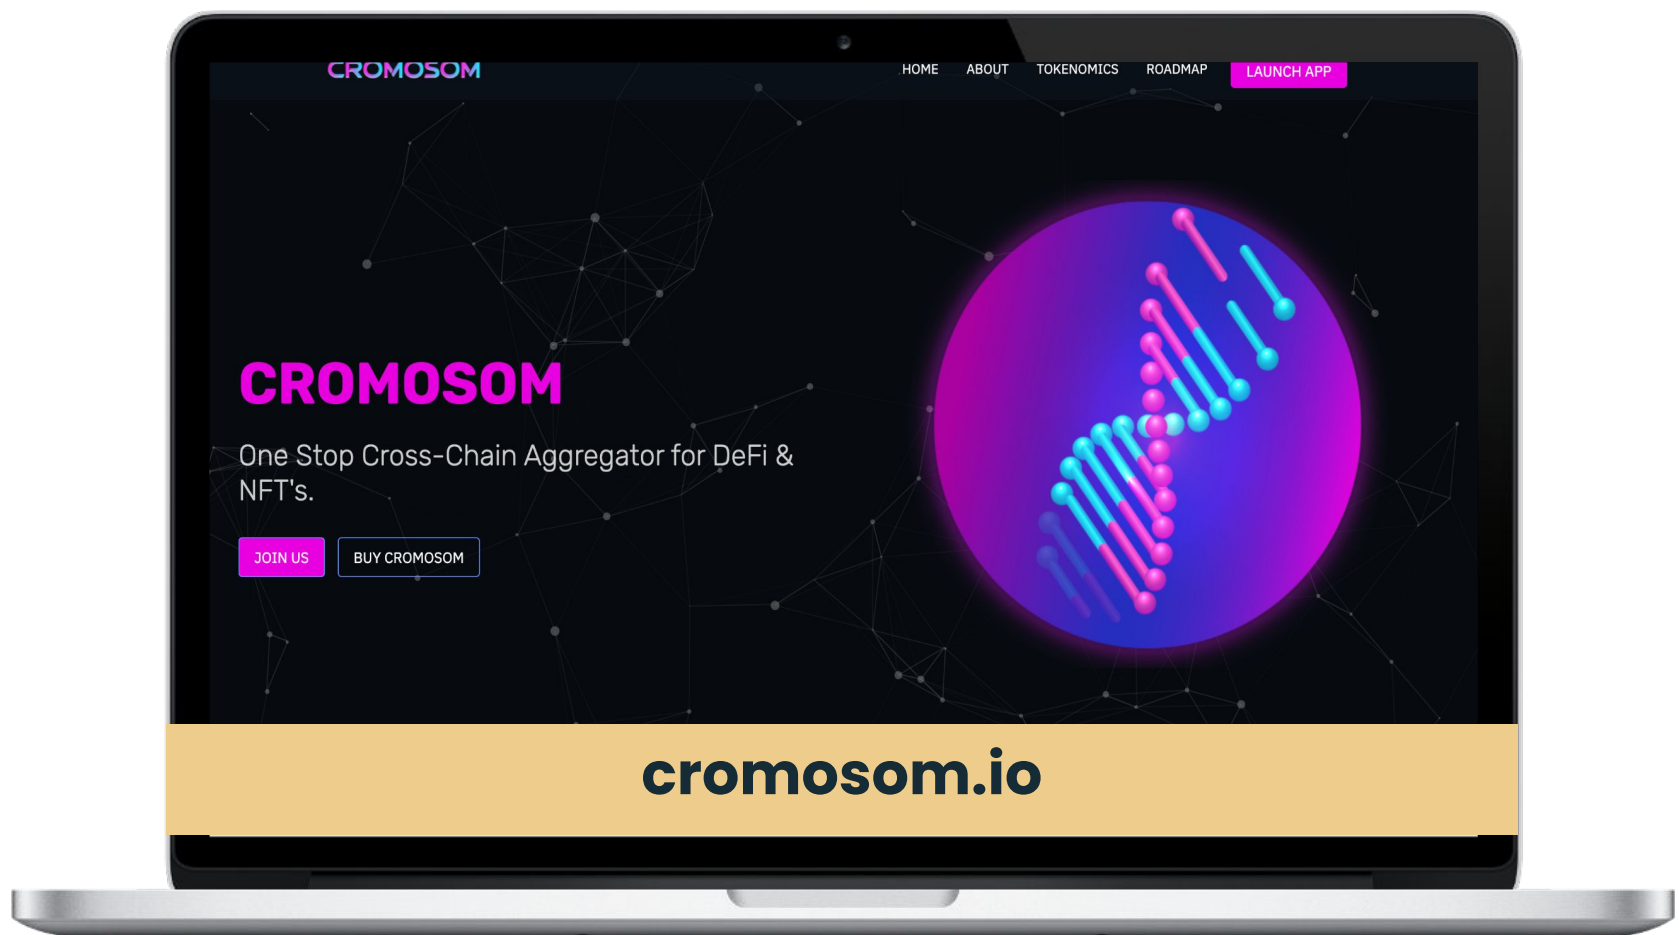 CROMOSOM
HOME ABOUT TOKENOMICS ROADMAP LAUNCH APP
CROMOSOM
One Stop Cross-Chain Aggregator for DeFi &
NFT's.
JOIN US BUY CROMOSOM
cromosom.io